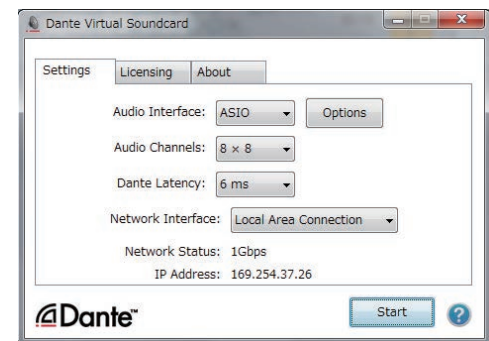 Dante Virtual Soundcard
Settings Licensing About
Audio Interface: ASIO Options
Audio Channels: 8 × 8
Dante Latency: 6 ms
Network Interface: Local Area Connection
Network Status: 1Gbps
IP Address: 169.254.37.26
Dante™ Start ?